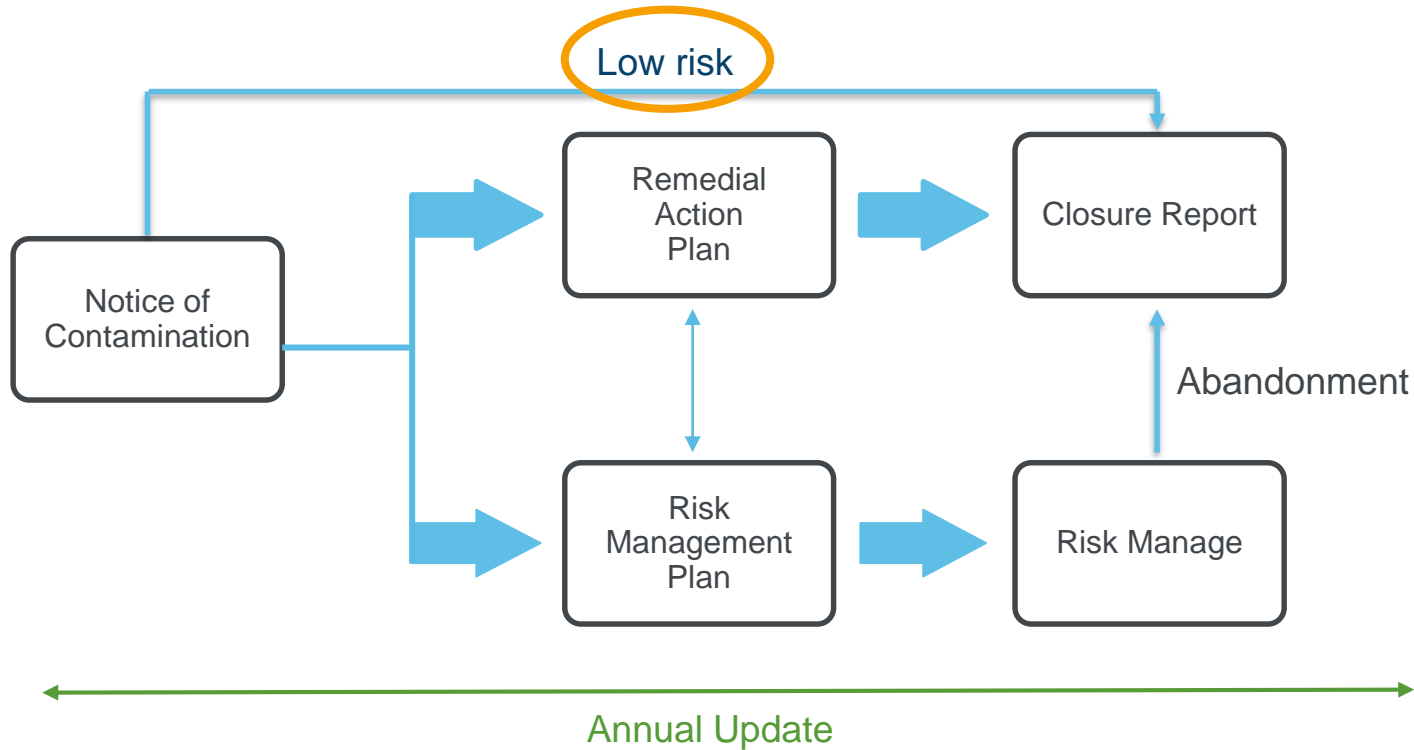 Low risk
Remedial
Action
Plan
Closure Report
Notice of
Contamination
Abandonment
Risk
Management
Plan
Risk Manage
Annual Update